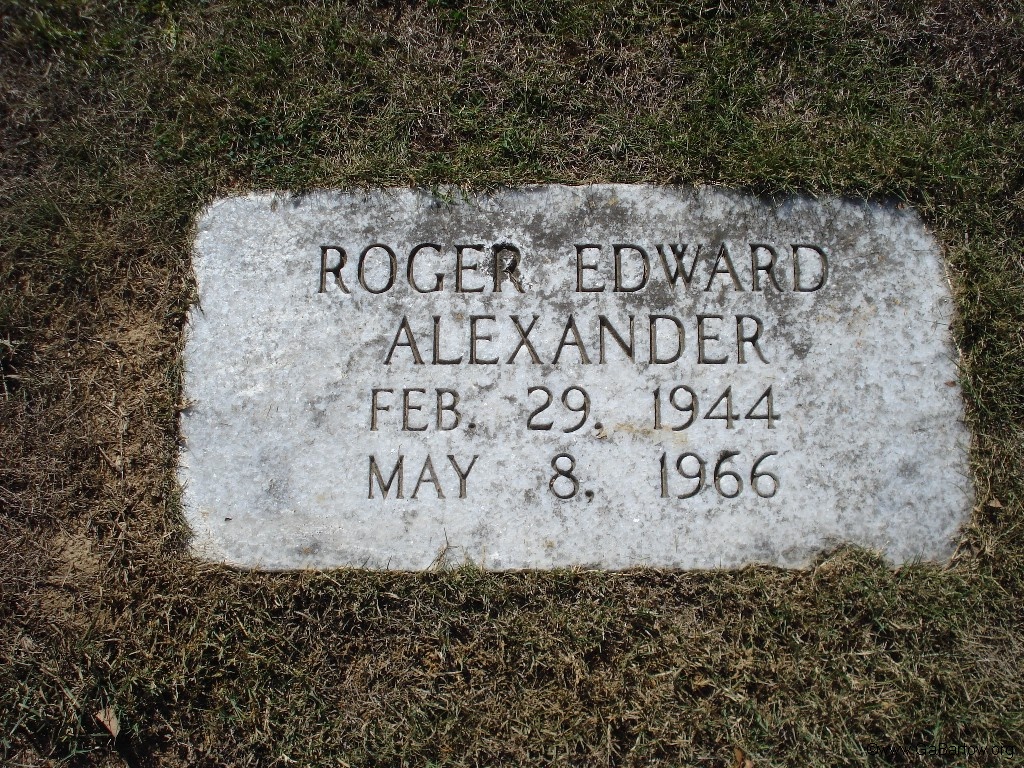 ROGER EDWARD
ALEXANDER
FEB. 29, 1944
MAY 8, 1966